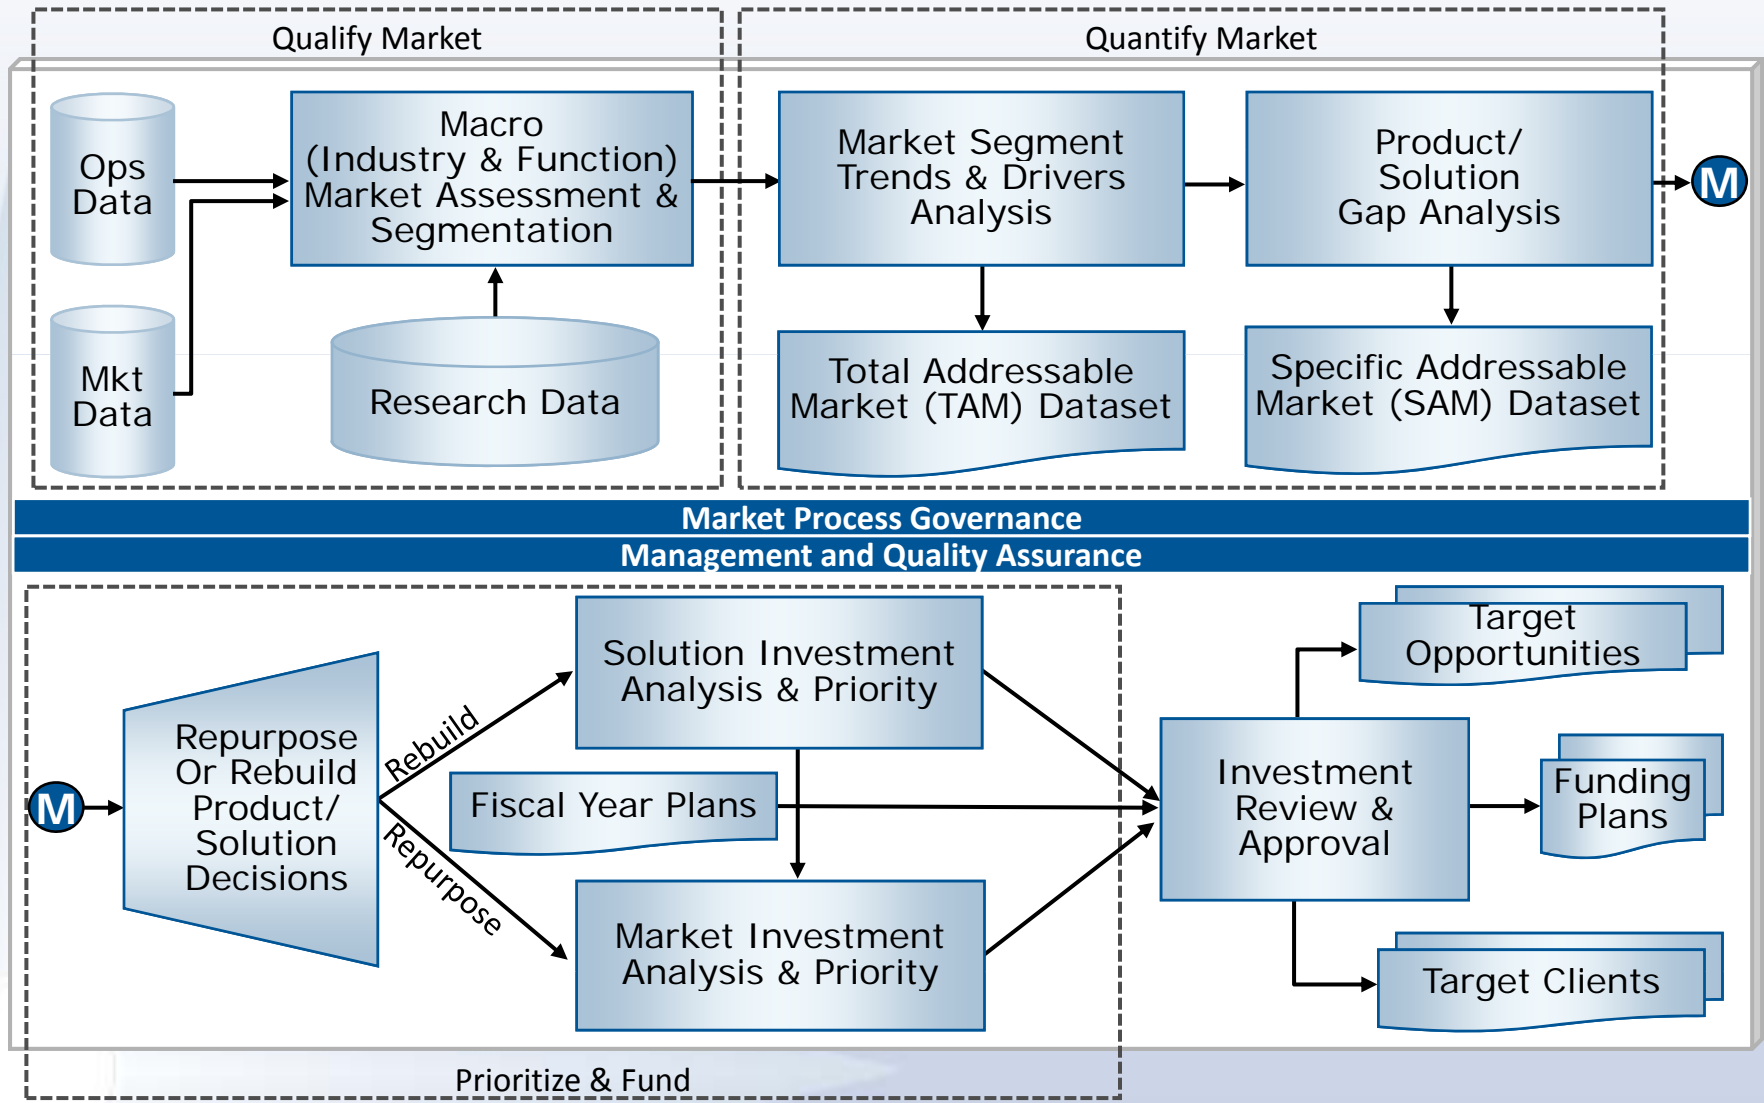 Qualify Market
Quantify Market
Ops
Data
Macro
(Industry & Function)
Market Assessment &
Segmentation
Market Segment
Trends & Drivers
Analysis
Product/
Solution
Gap Analysis
M
Mkt
Data
Research Data
Total Addressable
Market (TAM) Dataset
Specific Addressable
Market (SAM) Dataset
Market Process Governance
Management and Quality Assurance
M
Repurpose
Or Rebuild
Product/
Solution
Decisions
Rebuild
Repurpose
Solution Investment
Analysis & Priority
Fiscal Year Plans
Market Investment
Analysis & Priority
Investment
Review &
Approval
Target
Opportunities
Funding
Plans
Target Clients
Prioritize & Fund